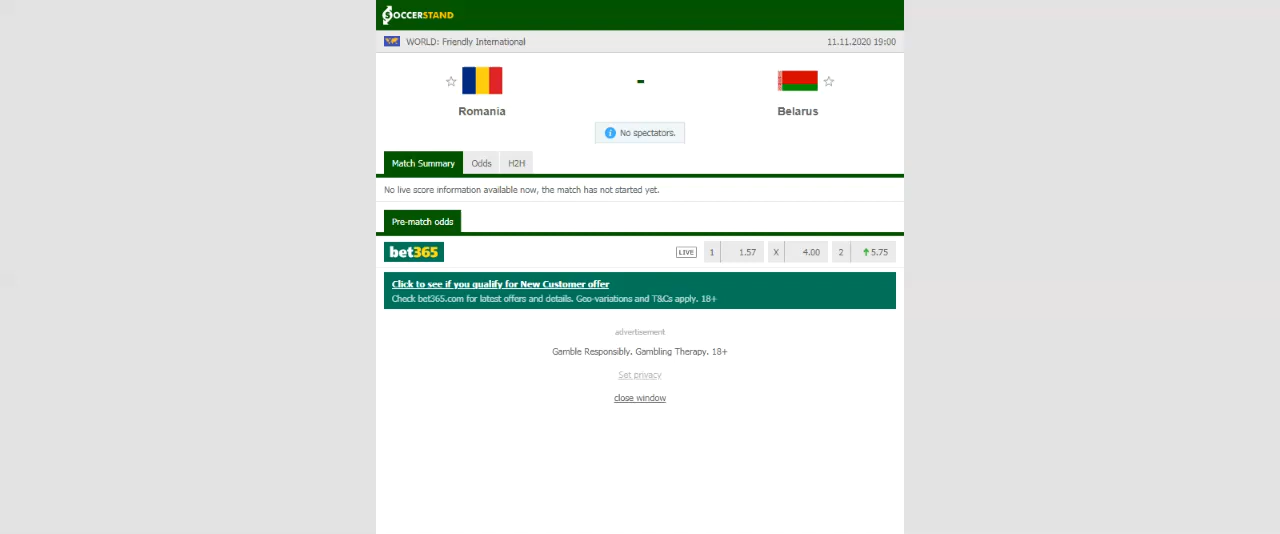 SOCCERSTAND
WORLD: Friendly International 11.11.2020 19:00
-
Romania Belarus
No spectators.
Match Summary Odds H2H
No live score information available now, the match has not started yet.
Pre-match odds
bet365 LIVE 1 1.57 X 4.00 2 5.75
Click to see if you qualify for New Customer offer
Check bet365.com for latest offers and details. Geo-variations and T&Cs apply. 18+
advertisement
Gamble Responsibly. Gambling Therapy. 18+
Set privacy
close window